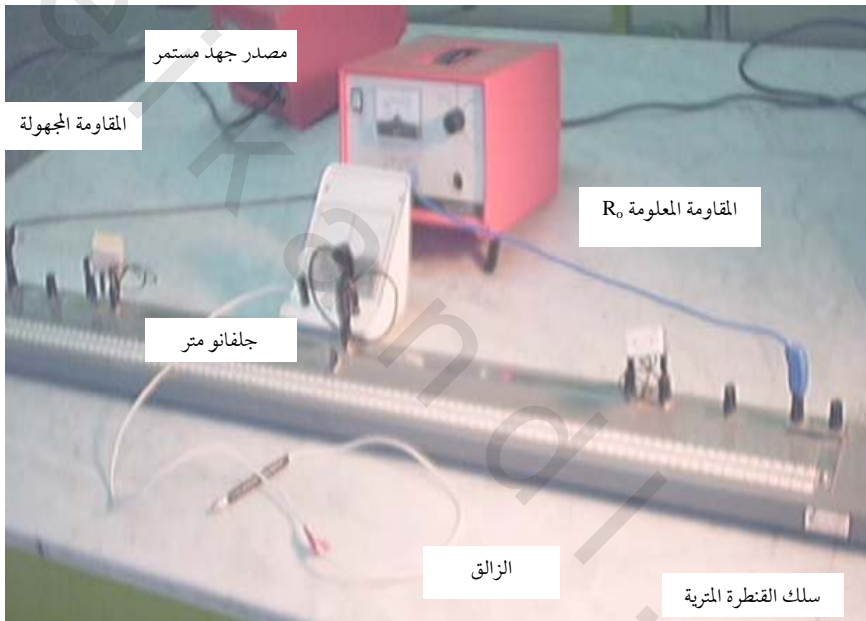 مصدر جهد مستمر
المقاومة المجهولة
المقاومة المعلومة R₀
جلفانو متر
الزالق
سلك القنطرة المترية